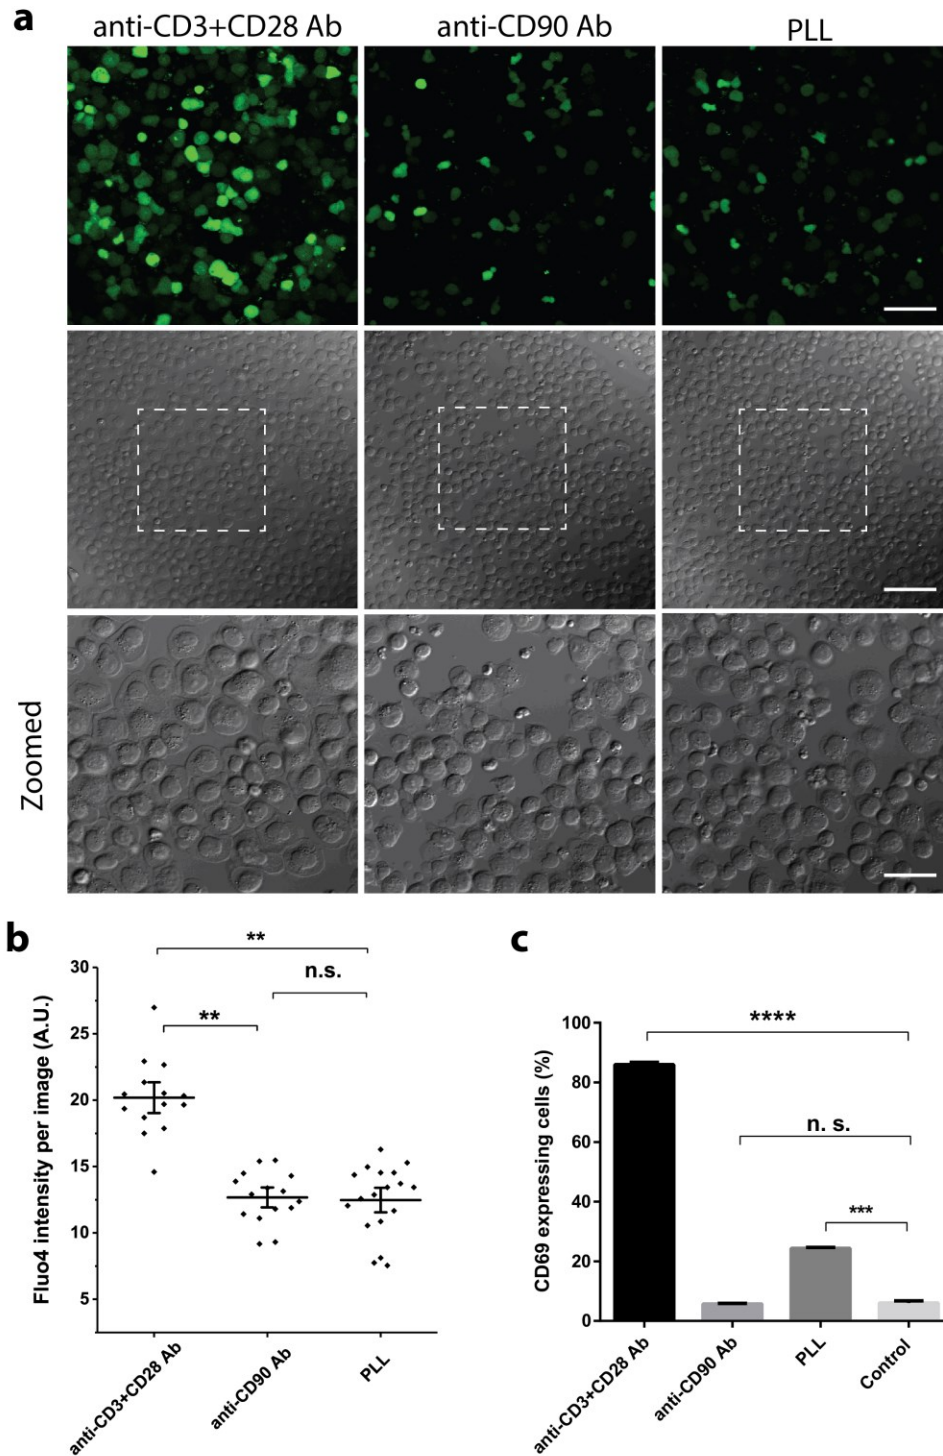 a
anti-CD3+CD28 Ab
anti-CD90 Ab
PLL
Zoomed
b
**
n.s.
**
Fluo4 intensity per image (A.U.)
30
25
20
15
10
5
anti-CD3+CD28 Ab
anti-CD90 Ab
PLL
c
****
n. s.
***
CD69 expressing cells (%)
100
80
60
40
20
0
anti-CD3+CD28 Ab
anti-CD90 Ab
PLL
Control